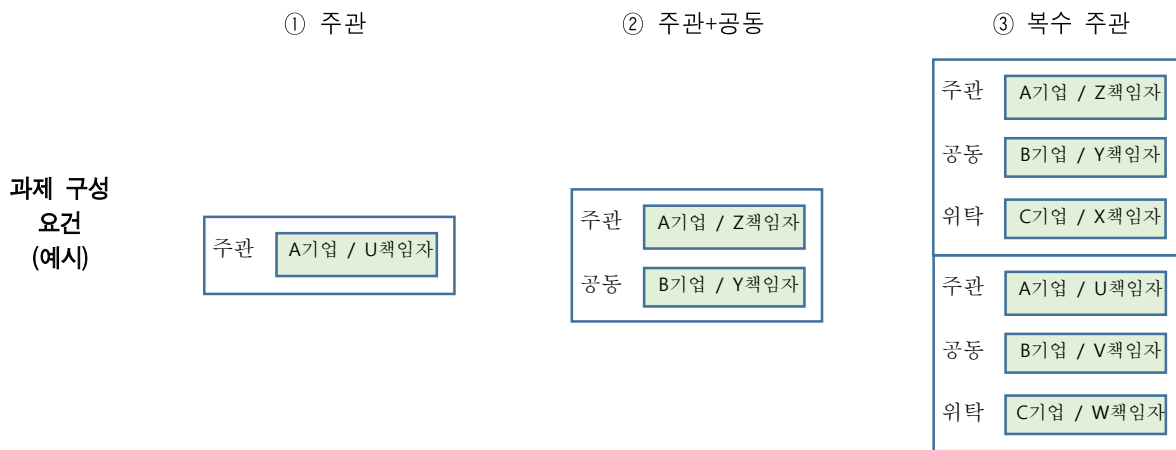 ① 주관
② 주관+공동
③ 복수 주관
과제 구성
요건
(예시)
주관 A기업 / U책임자
주관 A기업 / Z책임자
공동 B기업 / Y책임자
주관 A기업 / Z책임자
공동 B기업 / Y책임자
위탁 C기업 / X책임자
주관 A기업 / U책임자
공동 B기업 / V책임자
위탁 C기업 / W책임자